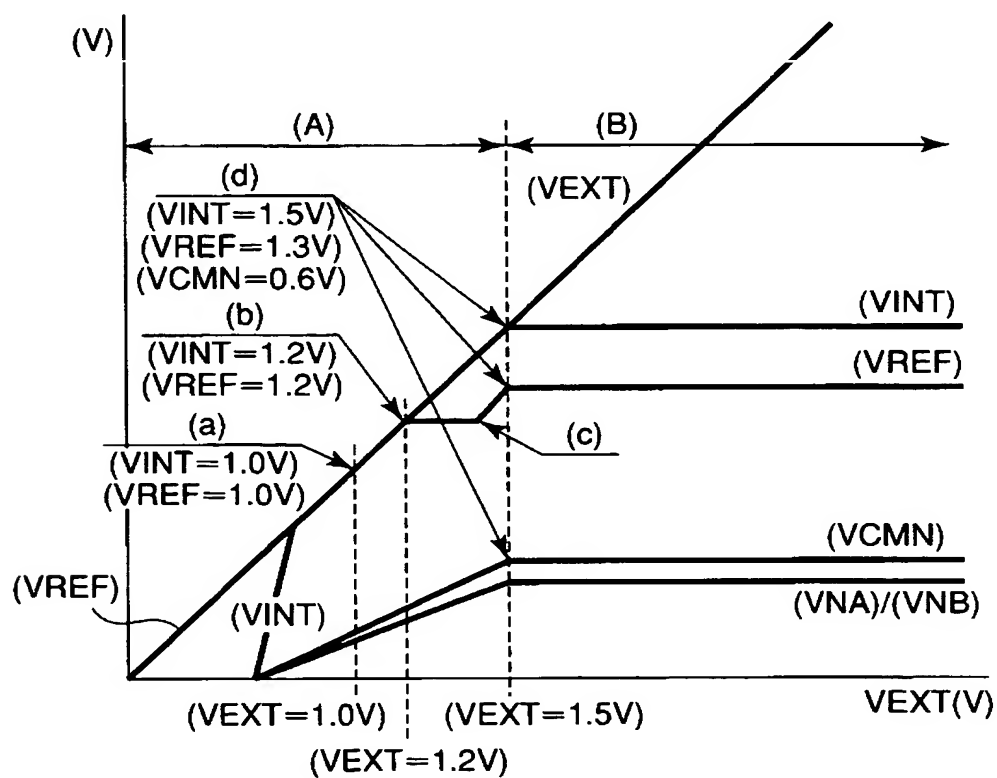 (V)
(A)
(B)
(d)
(VINT=1.5V)
(VREF=1.3V)
(VCMN=0.6V)
(VEXT)
(b)
(VINT=1.2V)
(VREF=1.2V)
(VINT)
(VREF)
(a)
(VINT=1.0V)
(VREF=1.0V)
(c)
(VREF)
(VINT)
(VCMN)
(VNA)/(VNB)
VEXT(V)
(VEXT=1.0V)
(VEXT=1.5V)
(VEXT=1.2V)